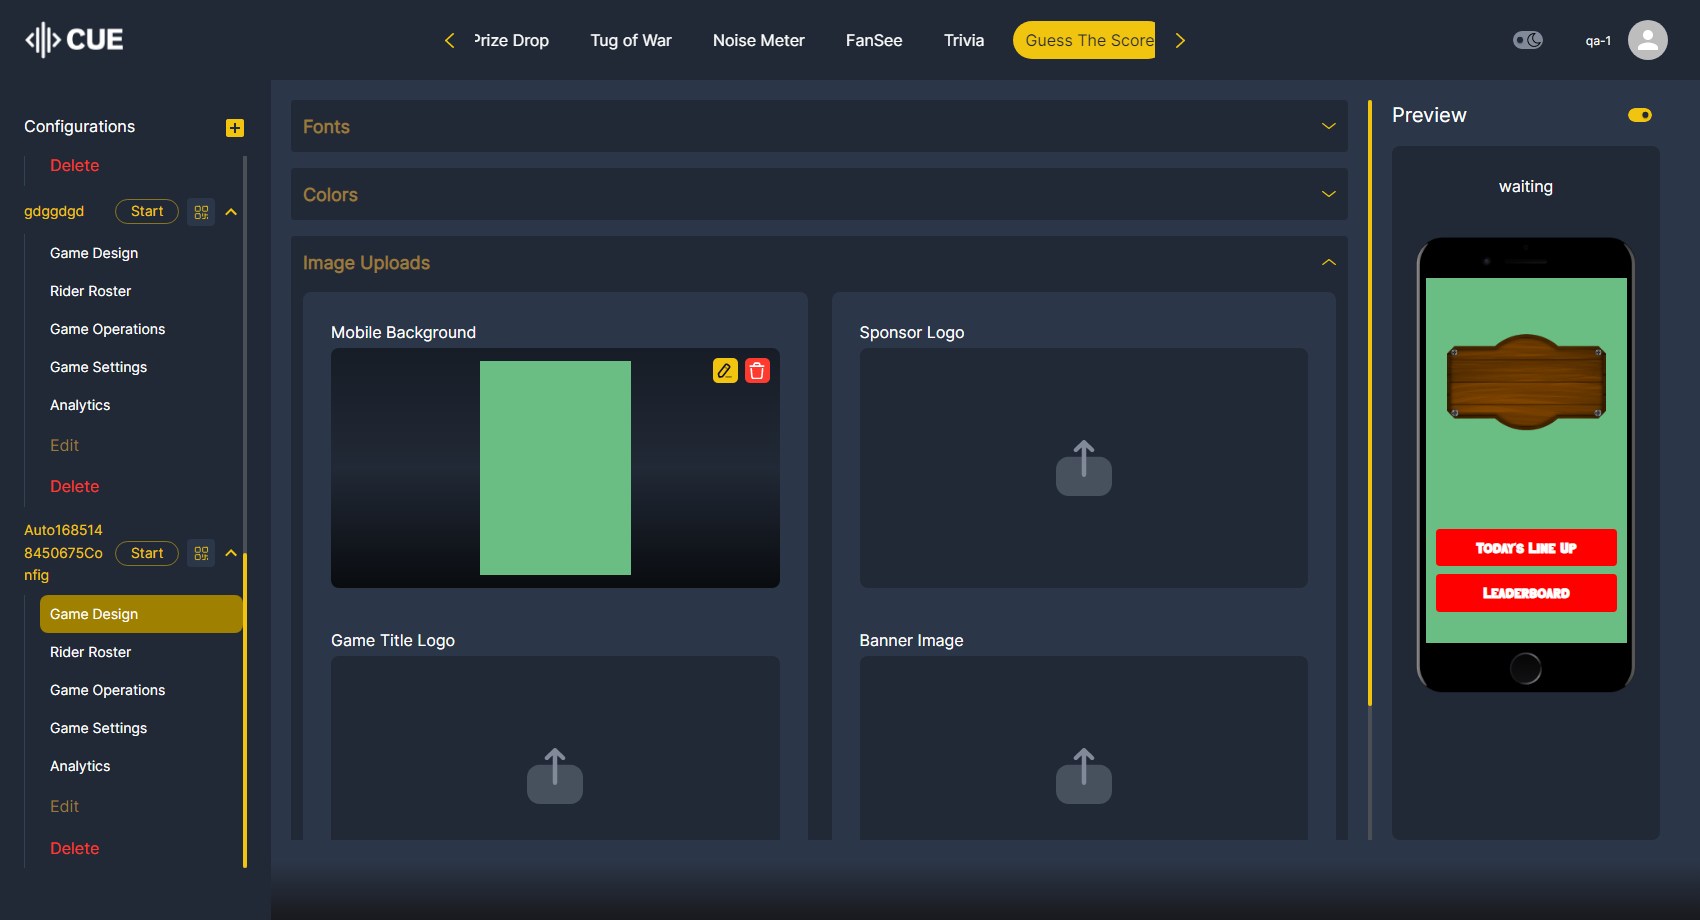 CUE
Prize Drop
Tug of War
Noise Meter
FanSee
Trivia
Guess The Score
qa-1
Configurations
Delete
gdggdgd
Start
Game Design
Rider Roster
Game Operations
Game Settings
Analytics
Edit
Delete
Auto168514
8450675Co
nfig
Start
Game Design
Rider Roster
Game Operations
Game Settings
Analytics
Edit
Delete
Fonts
Colors
Image Uploads
Mobile Background
Sponsor Logo
Game Title Logo
Banner Image
Preview
waiting
Today's Line Up
Leaderboard